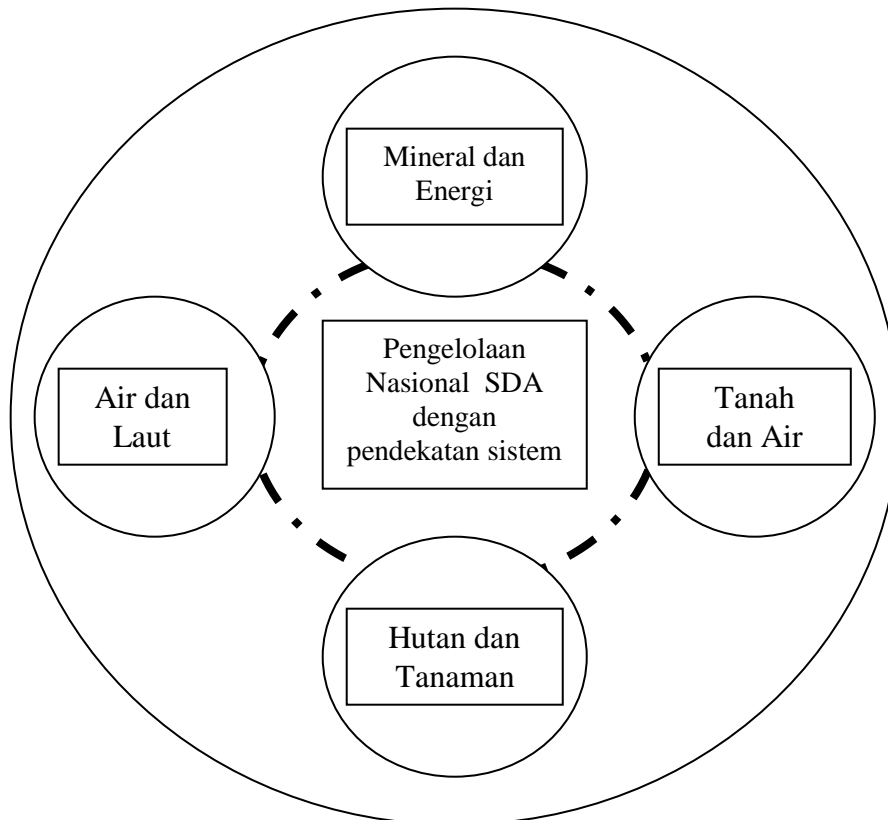 Mineral dan
Energi
Pengelolaan
Nasional  SDA
dengan
pendekatan sistem
Air dan
Laut
Tanah
dan Air
Hutan dan
Tanaman